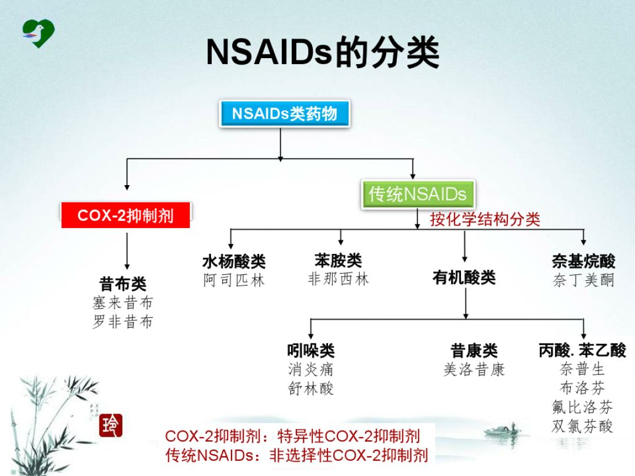 NSAIDs的分类
NSAIDs类药物
传统NSAIDs
COX-2抑制剂
按化学结构分类
水杨酸类
阿司匹林
苯胺类
非那西林
有机酸类
奈基烷酸
奈丁美酮
昔布类
塞来昔布
罗非昔布
吲哚类
消炎痛
舒林酸
昔康类
美洛昔康
丙酸.苯乙酸
奈普生
布洛芬
氟比洛芬
双氯芬酸
玲
COX-2抑制剂：特异性COX-2抑制剂
传统NSAIDs：非选择性COX-2抑制剂